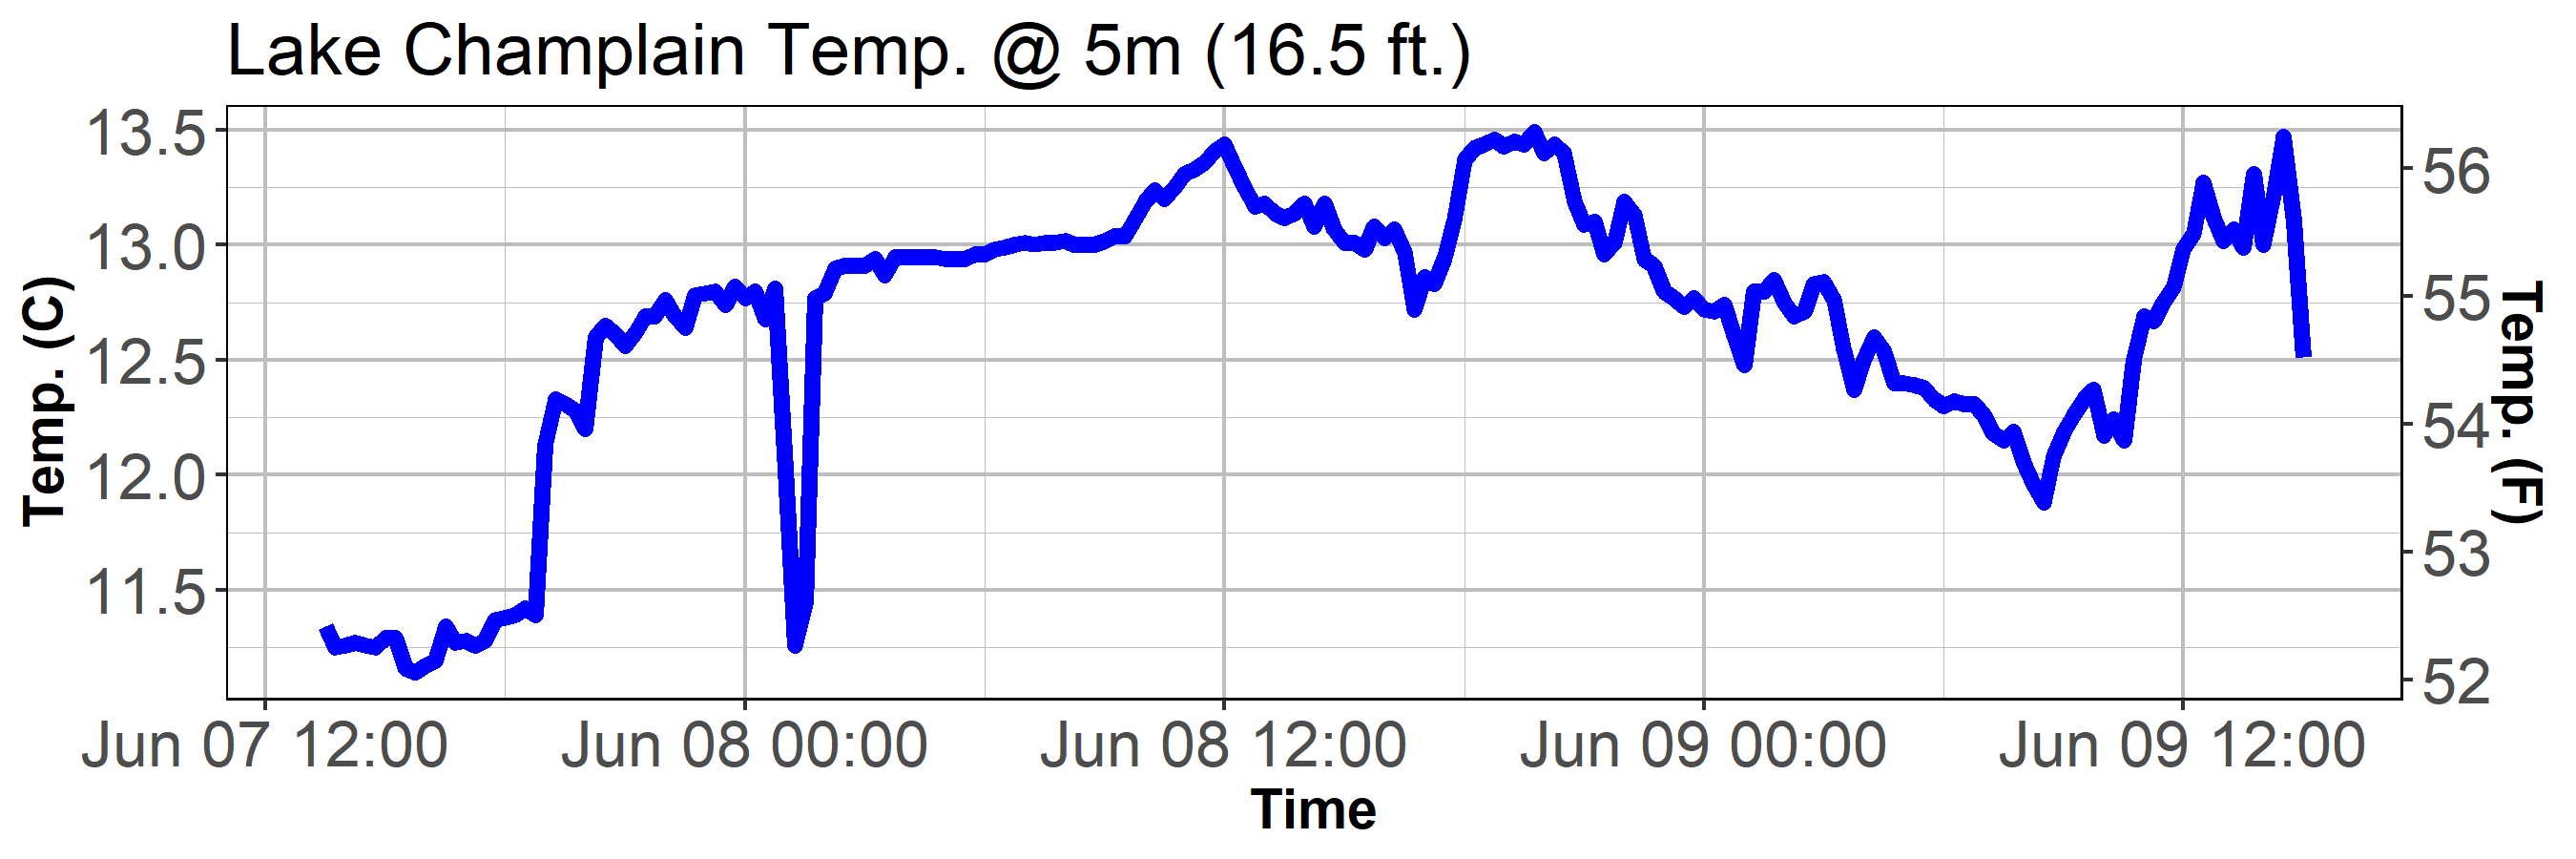 Lake Champlain Temp. @ 5m (16.5 ft.)
Temp. (C)
13.5
13.0
12.5
12.0
11.5
56
55
54
53
52
Temp. (F)
Jun 07 12:00 Jun 08 00:00 Jun 08 12:00 Jun 09 00:00 Jun 09 12:00
Time